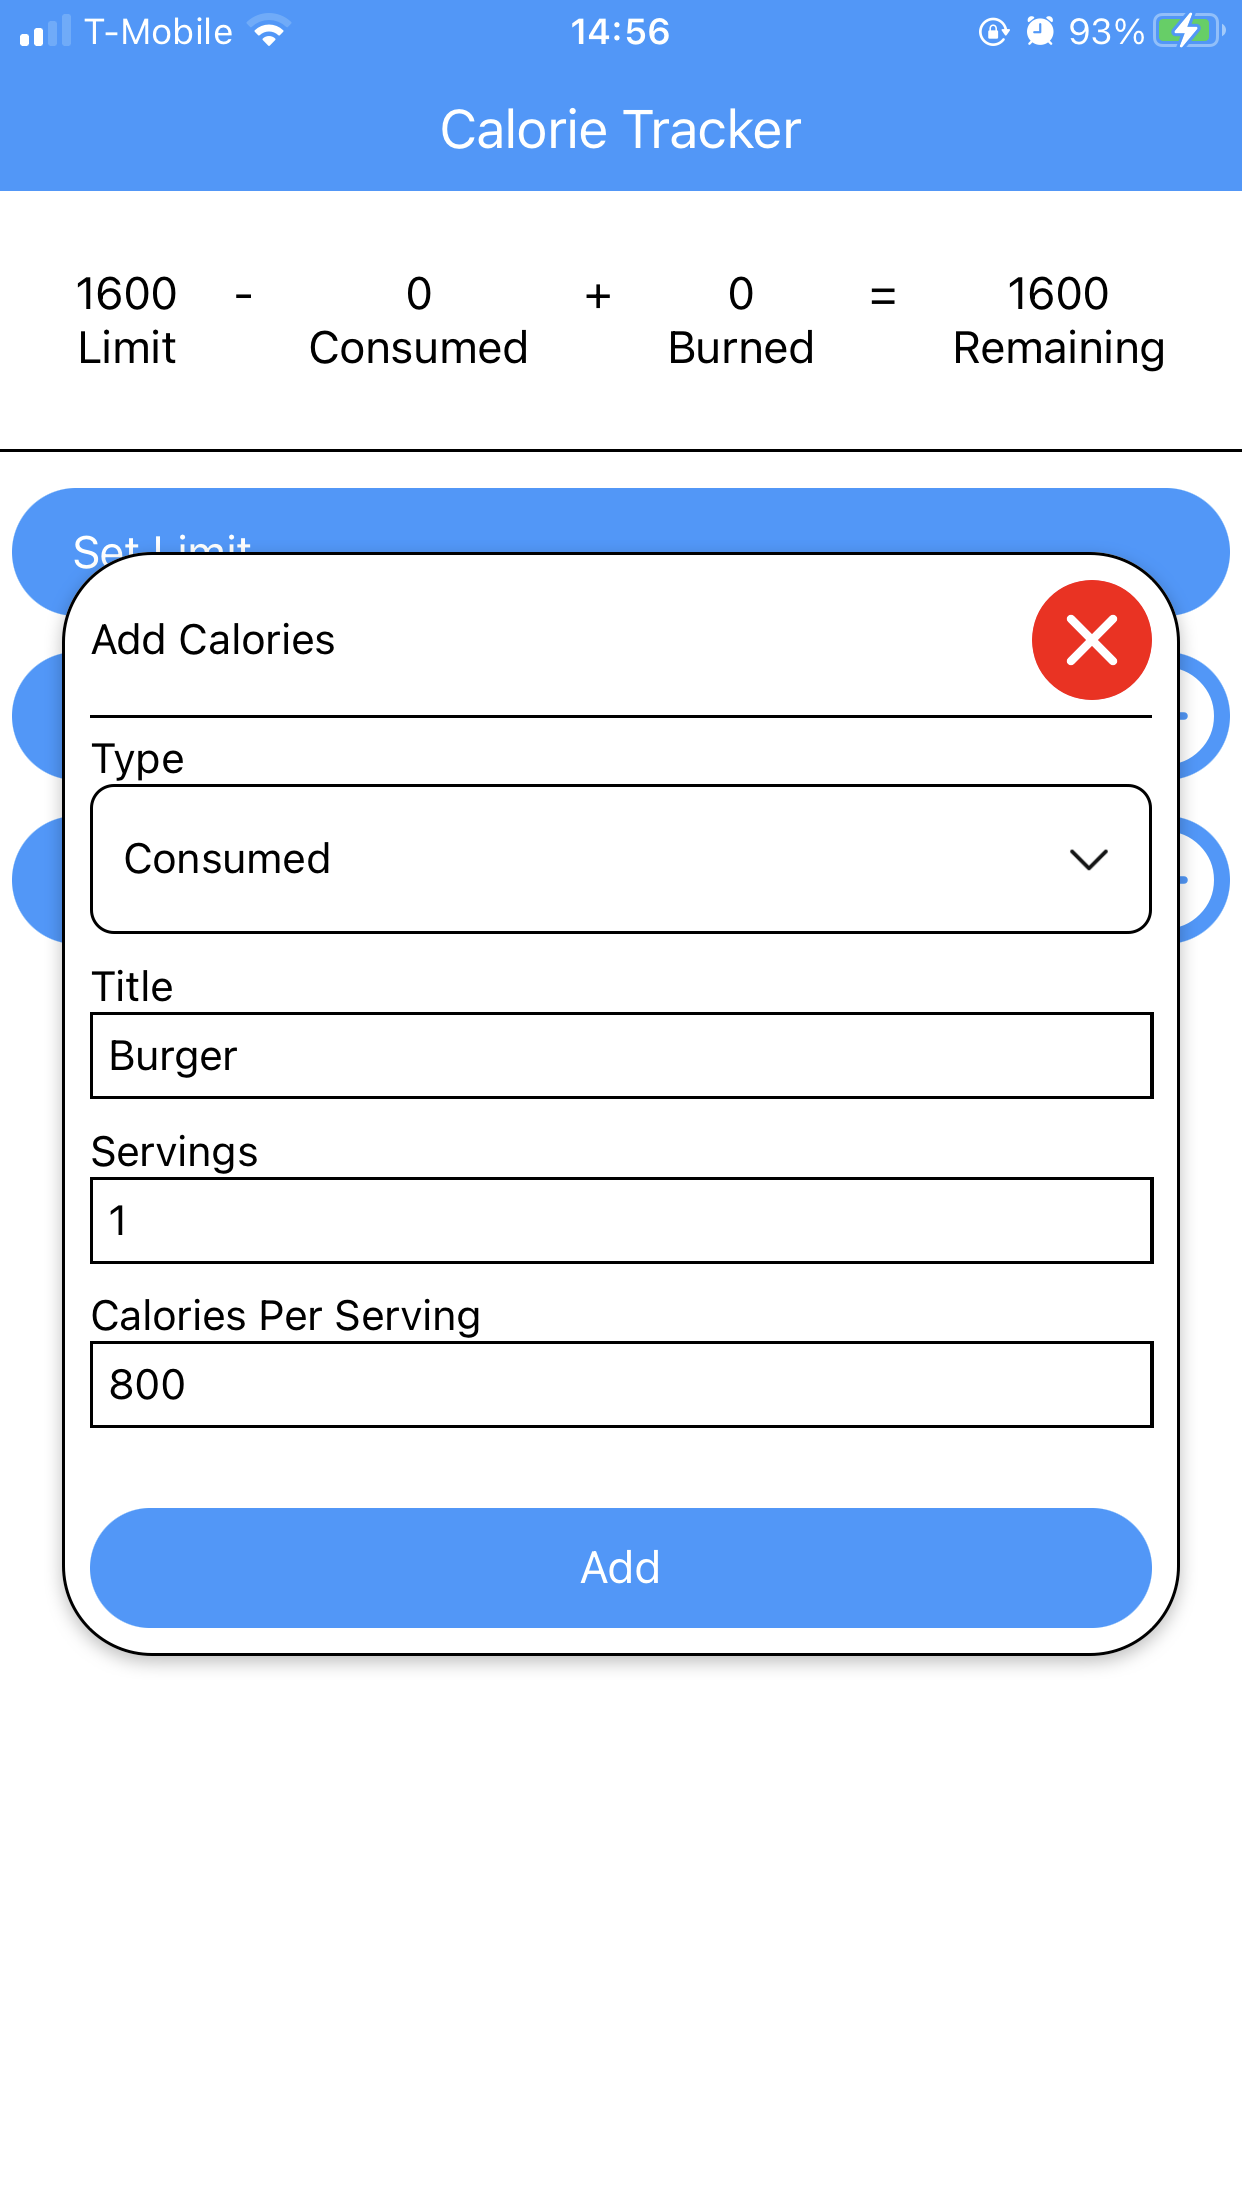 T-Mobile 14:56 93%
Calorie Tracker
1600 - 0 + 0 = 1600
Limit Consumed Burned Remaining
Set Limit
Add Calories
Type
Consumed
Title
Burger
Servings
1
Calories Per Serving
800
Add